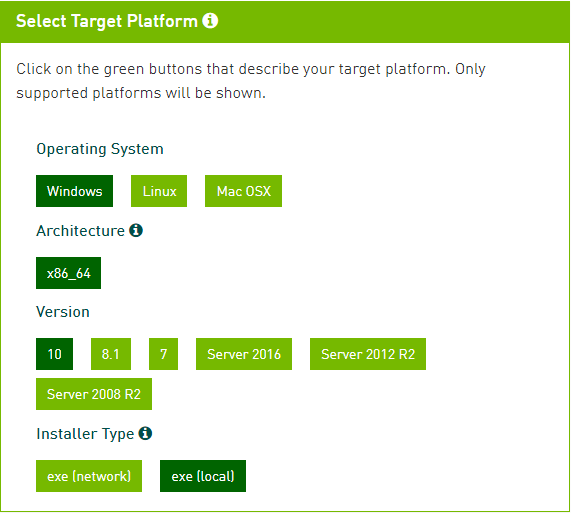 Select Target Platform
Click on the green buttons that describe your target platform. Only
supported platforms will be shown.
Operating System
Windows Linux Mac OSX
Architecture
x86_64
Version
10 8.1 7 Server 2016 Server 2012 R2
Server 2008 R2
Installer Type
exe (network) exe (local)